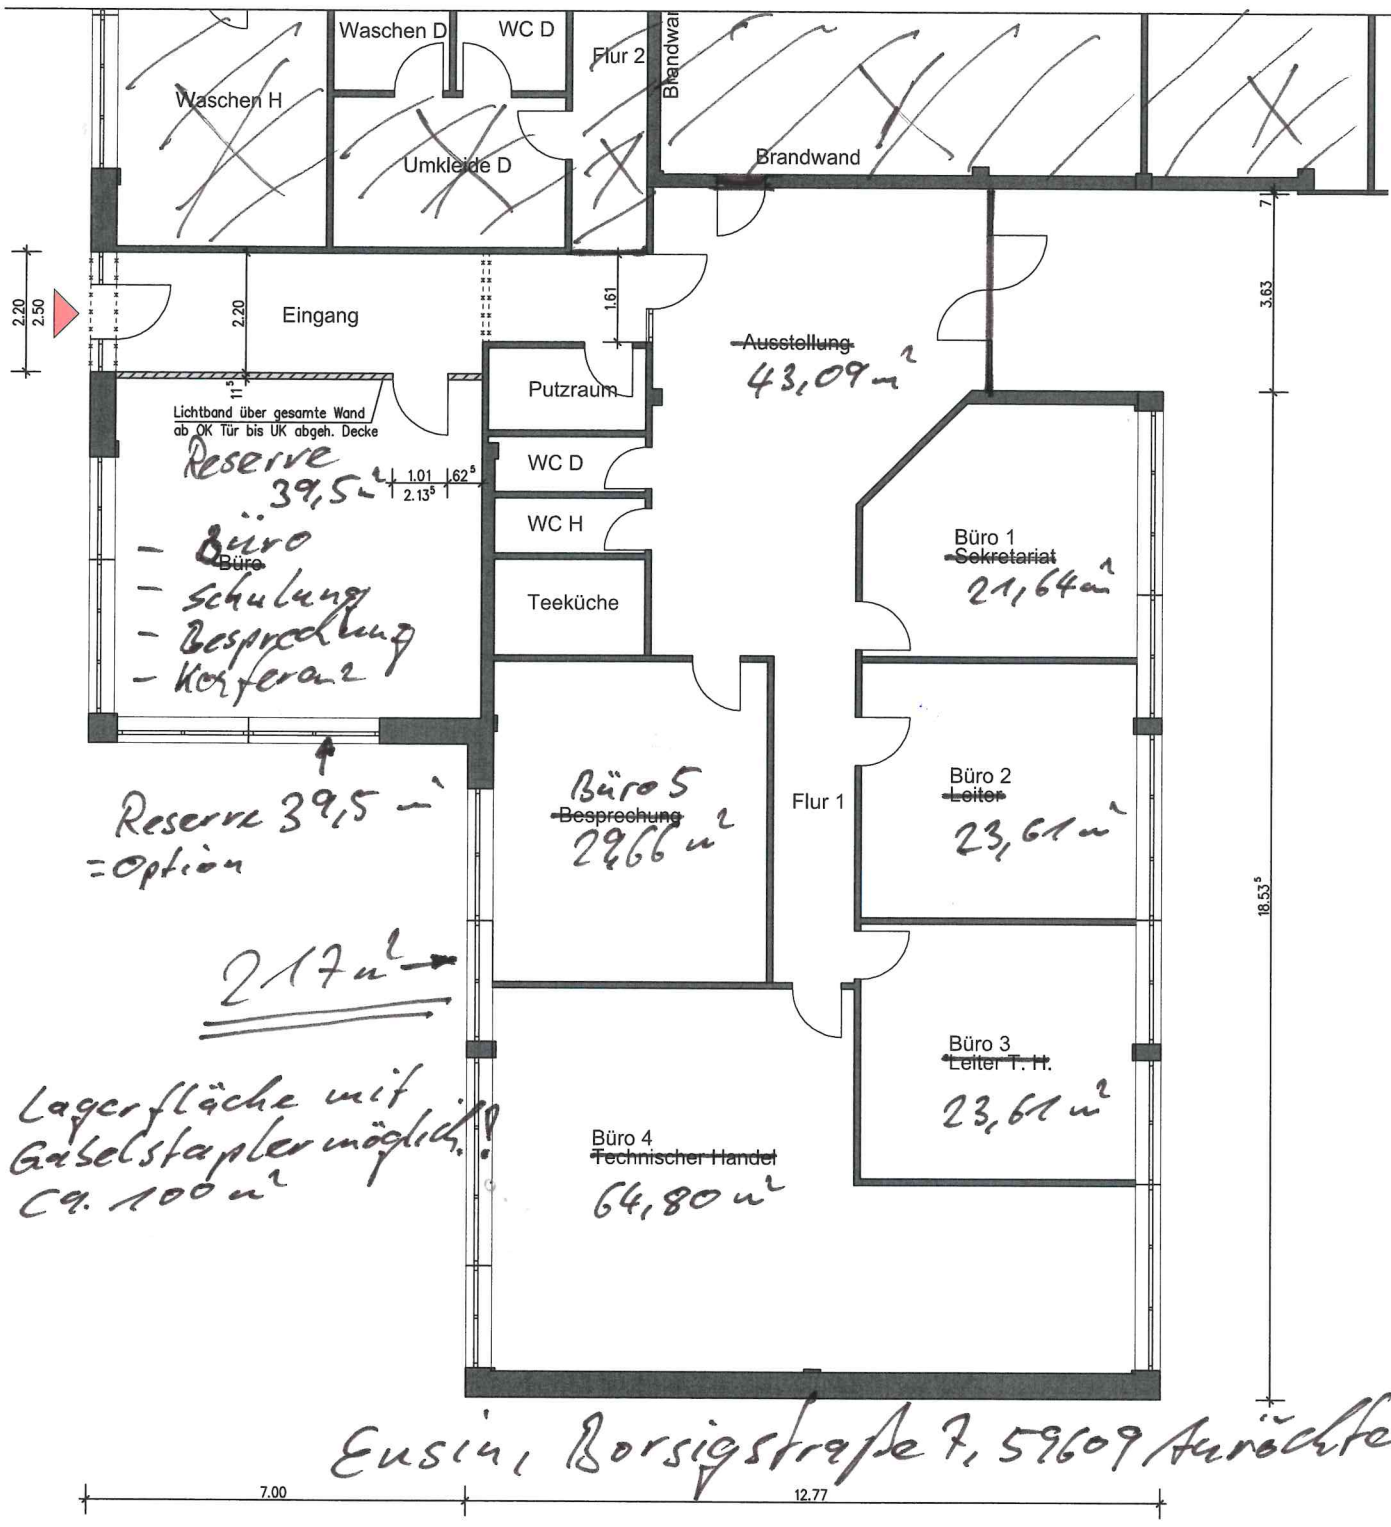 Waschen D
WC D
Flur 2
Brandwand
Waschen H
Umkleide D
Brandwand
7
2.20
2.50
2.20
Eingang
1.61
3.63
Ausstellung
43,09 m²
11⁵
Putzraum
Lichtband über gesamte Wand
ab OK Tür bis UK abgeh. Decke
Reserve
39,5 m²
1.01
62⁵
2.13⁵
WC D
WC H
Teeküche
- Büro
Büro
- Schulung
- Besprechung
- Konferenz
Büro 1
Sekretariat
21,64 m²
Reserve 39,5 m²
= Option
Büro 5
Besprechung
29,66 m²
Flur 1
Büro 2
Leiter
23,61 m²
18.53⁵
217 m²
Büro 3
Leiter T. H.
23,61 m²
Lagerfläche mit
Gabelstapler möglich!
ca. 100 m²
Büro 4
Technischer Handel
64,80 m²
Ensin, Borsigstraße 7, 59609 Anröchte
7.00
12.77